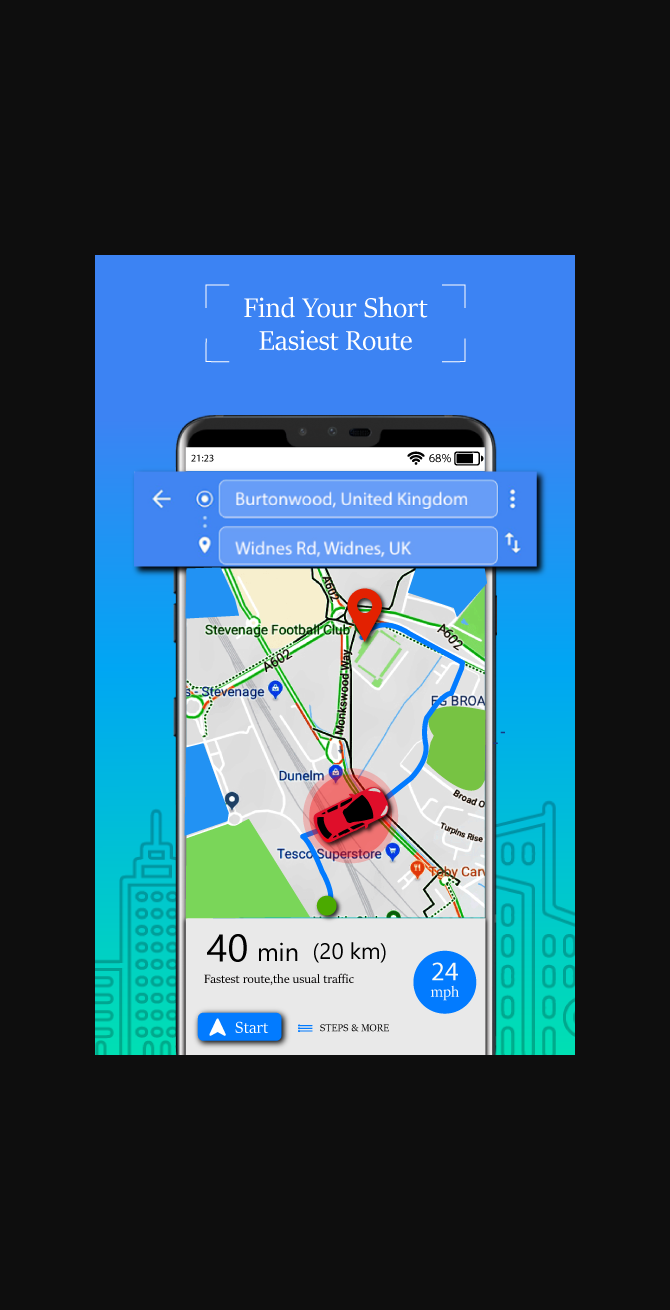 Find Your Short
Easiest Route
21:23
68%
Burtonwood, United Kingdom
Widnes Rd, Widnes, UK
A602
Stevenage Football Club
A602
A602
Stevenage
EG BROA
Monkswood Way
Dunelm
Broad O
Turpins Rise
Tesco Superstore
Toby Carv
40 min (20 km)
24
mph
Fastest route,the usual traffic
Start
STEPS & MORE